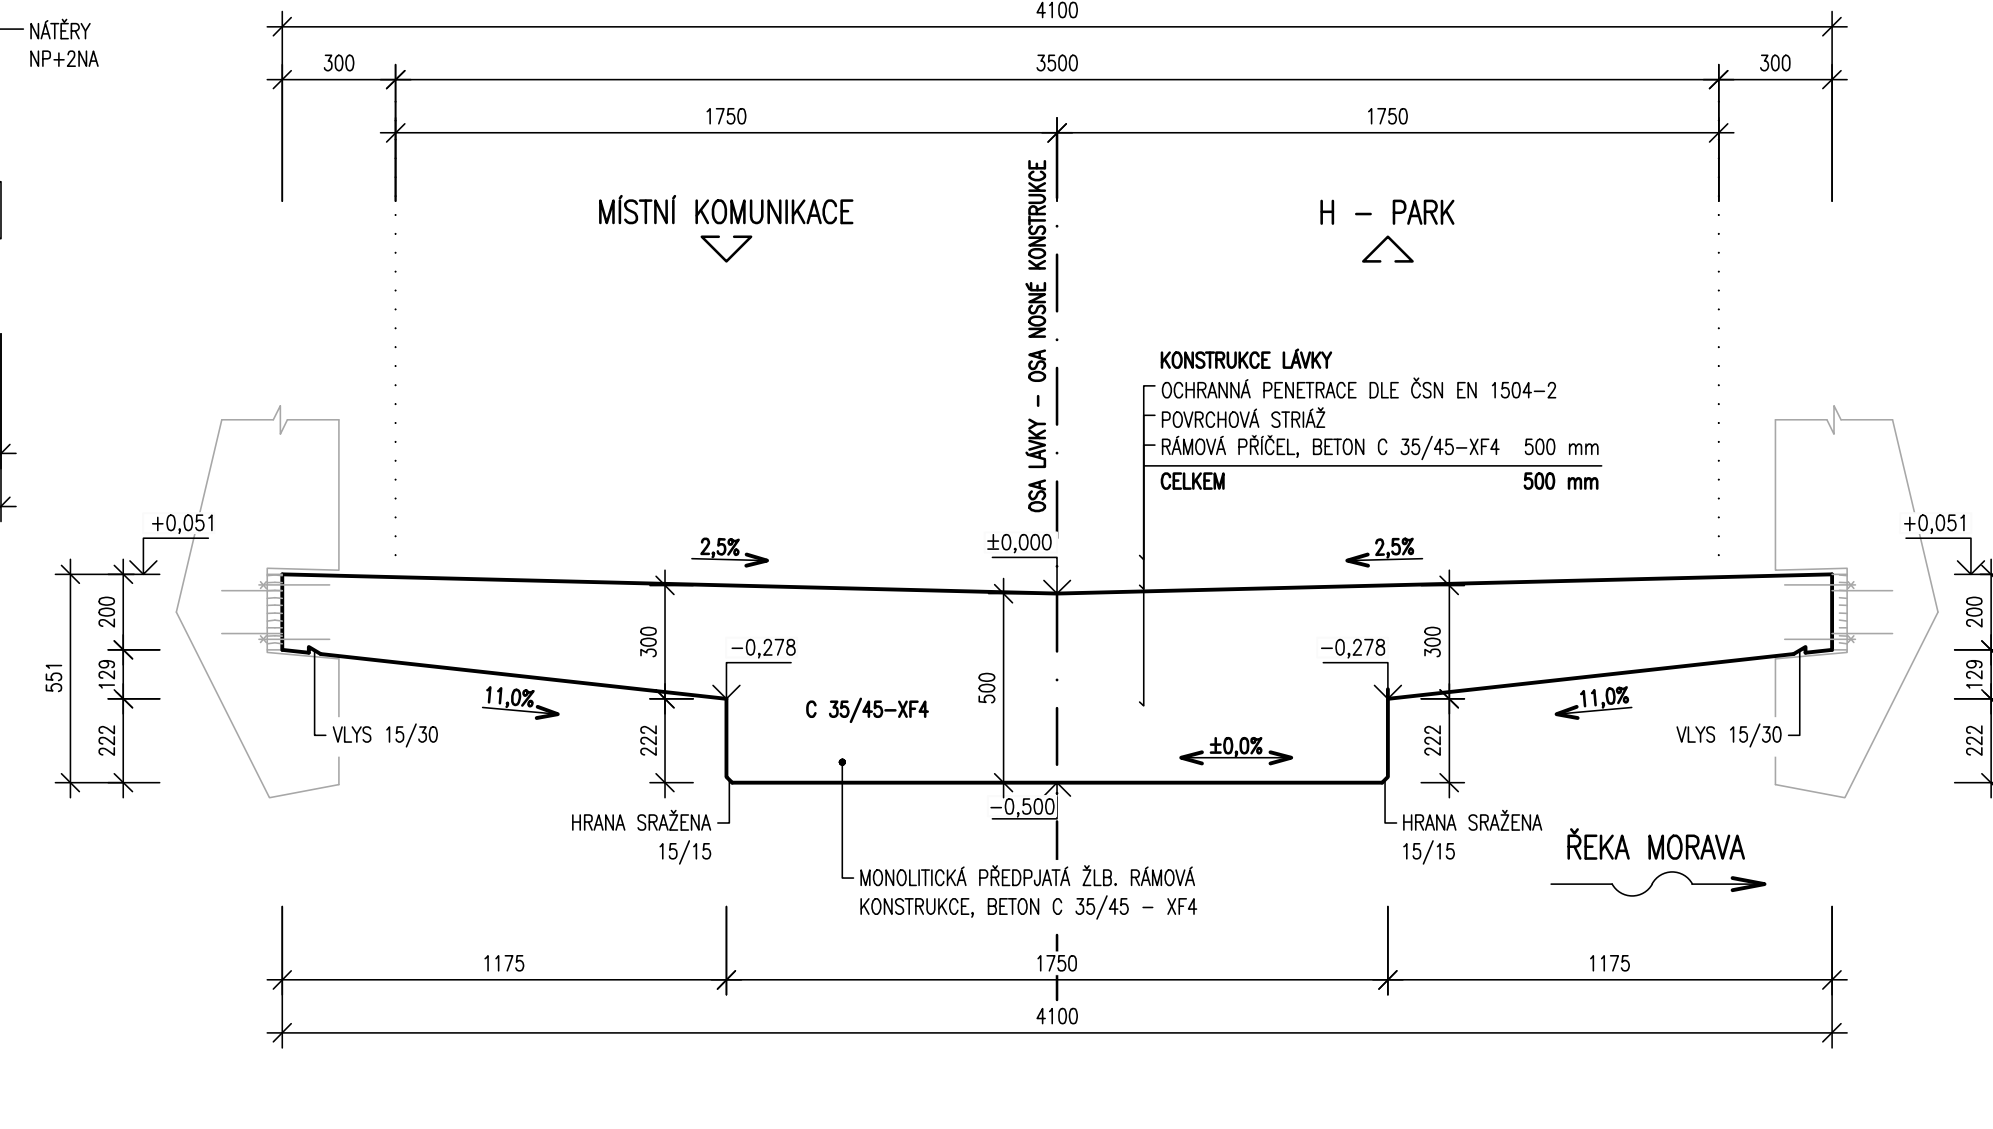 NÁTĚRY
NP+2NA
4100
300
3500
300
1750
1750
MÍSTNÍ KOMUNIKACE
H – PARK
OSA LÁVKY – OSA NOSNÉ KONSTRUKCE
KONSTRUKCE LÁVKY
OCHRANNÁ PENETRACE DLE ČSN EN 1504–2
POVRCHOVÁ STRIÁŽ
RÁMOVÁ PŘÍČEL, BETON C 35/45–XF4 500 mm
CELKEM 500 mm
+0,051
+0,051
2,5%
±0,000
2,5%
551
200
129
222
300
222
–0,278
500
–0,278
300
222
200
129
222
11,0%
C 35/45–XF4
11,0%
VLYS 15/30
±0,0%
VLYS 15/30
–0,500
HRANA SRAŽENA
15/15
HRANA SRAŽENA
15/15
ŘEKA MORAVA
MONOLITICKÁ PŘEDPJATÁ ŽLB. RÁMOVÁ
KONSTRUKCE, BETON C 35/45 – XF4
1175
1750
1175
4100